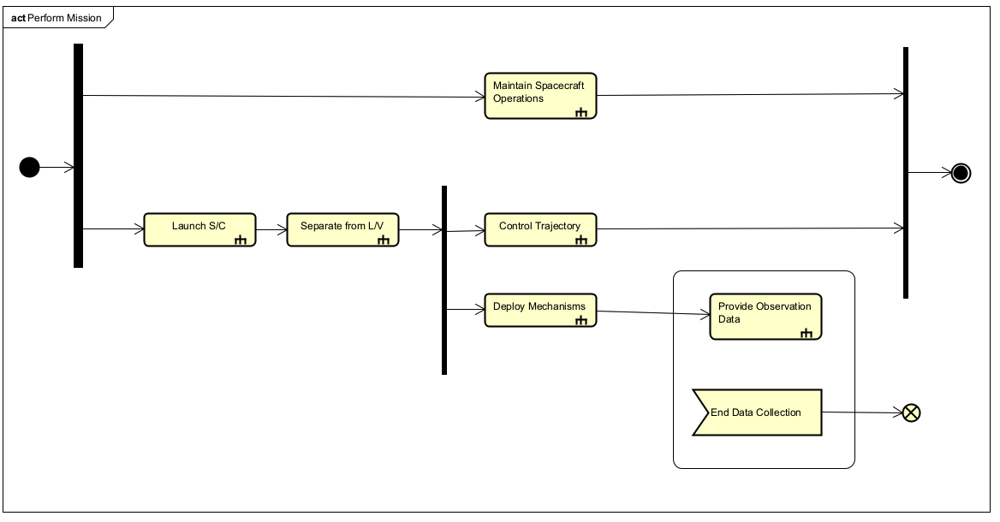 act Perform Mission
Maintain Spacecraft
Operations
Launch S/C
Separate from L/V
Control Trajectory
Deploy Mechanisms
Provide Observation
Data
End Data Collection